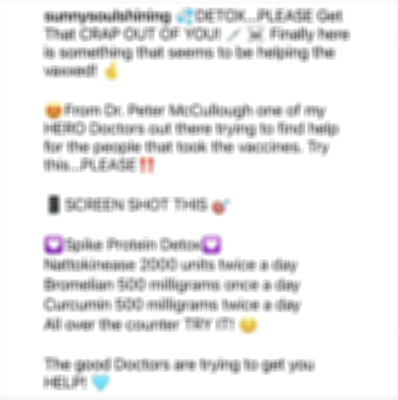 sunnysoulshining 💦DETOX...PLEASE Get
That CRAP OUT OF YOU! 💉 ☠️ Finally here
is something that seems to be helping the
vaxxed! 🤞
😍From Dr. Peter McCullough one of my
HERO Doctors out there trying to find help
for the people that took the vaccines. Try
this...PLEASE‼️
📱SCREEN SHOT THIS 🎯
💟Spike Protein Detox💟
Nattokinease 2000 units twice a day
Bromelian 500 milligrams once a day
Curcumin 500 milligrams twice a day
All over the counter TRY IT! 😊
The good Doctors are trying to get you
HELP! 🩵